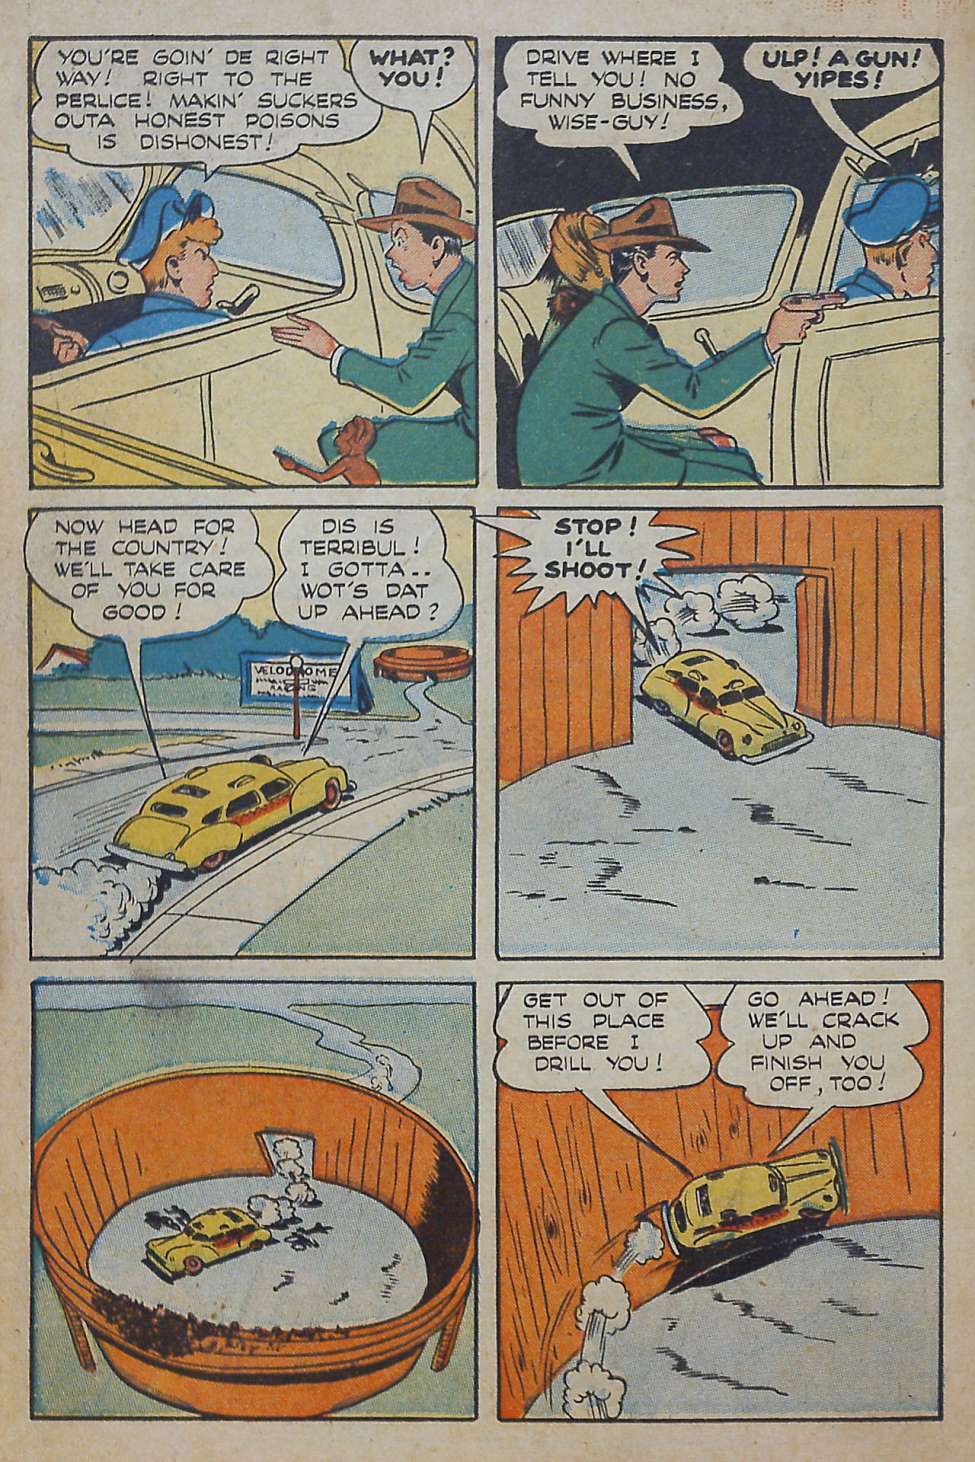 YOU'RE GOIN' DE RIGHT
WAY! RIGHT TO THE
PERLICE! MAKIN' SUCKERS
OUTA HONEST POISONS
IS DISHONEST!
WHAT?
YOU!
DRIVE WHERE I
TELL YOU! NO
FUNNY BUSINESS,
WISE-GUY!
ULP! A GUN!
YIPES!
NOW HEAD FOR
THE COUNTRY!
WE'LL TAKE CARE
OF YOU FOR
GOOD!
DIS IS
TERRIBUL!
I GOTTA..
WOT'S DAT
UP AHEAD?
VELODROME
RACING
STOP!
I'LL
SHOOT!
GET OUT OF
THIS PLACE
BEFORE I
DRILL YOU!
GO AHEAD!
WE'LL CRACK
UP AND
FINISH YOU
OFF, TOO!